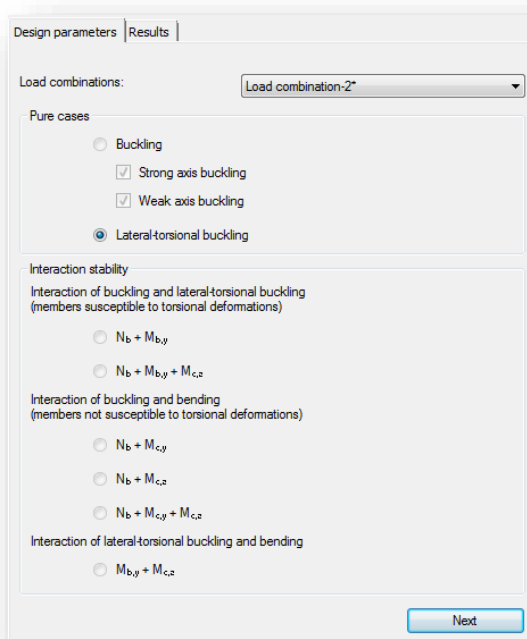 Design parameters Results
Load combinations: Load combination-2*
Pure cases
Buckling
Strong axis buckling
Weak axis buckling
Lateral-torsional buckling
Interaction stability
Interaction of buckling and lateral-torsional buckling
(members susceptible to torsional deformations)
Nb + Mb,y
Nb + Mb,y + Mc,z
Interaction of buckling and bending
(members not susceptible to torsional deformations)
Nb + Mc,y
Nb + Mc,z
Nb + Mc,y + Mc,z
Interaction of lateral-torsional buckling and bending
Mb,y + Mc,z
Next